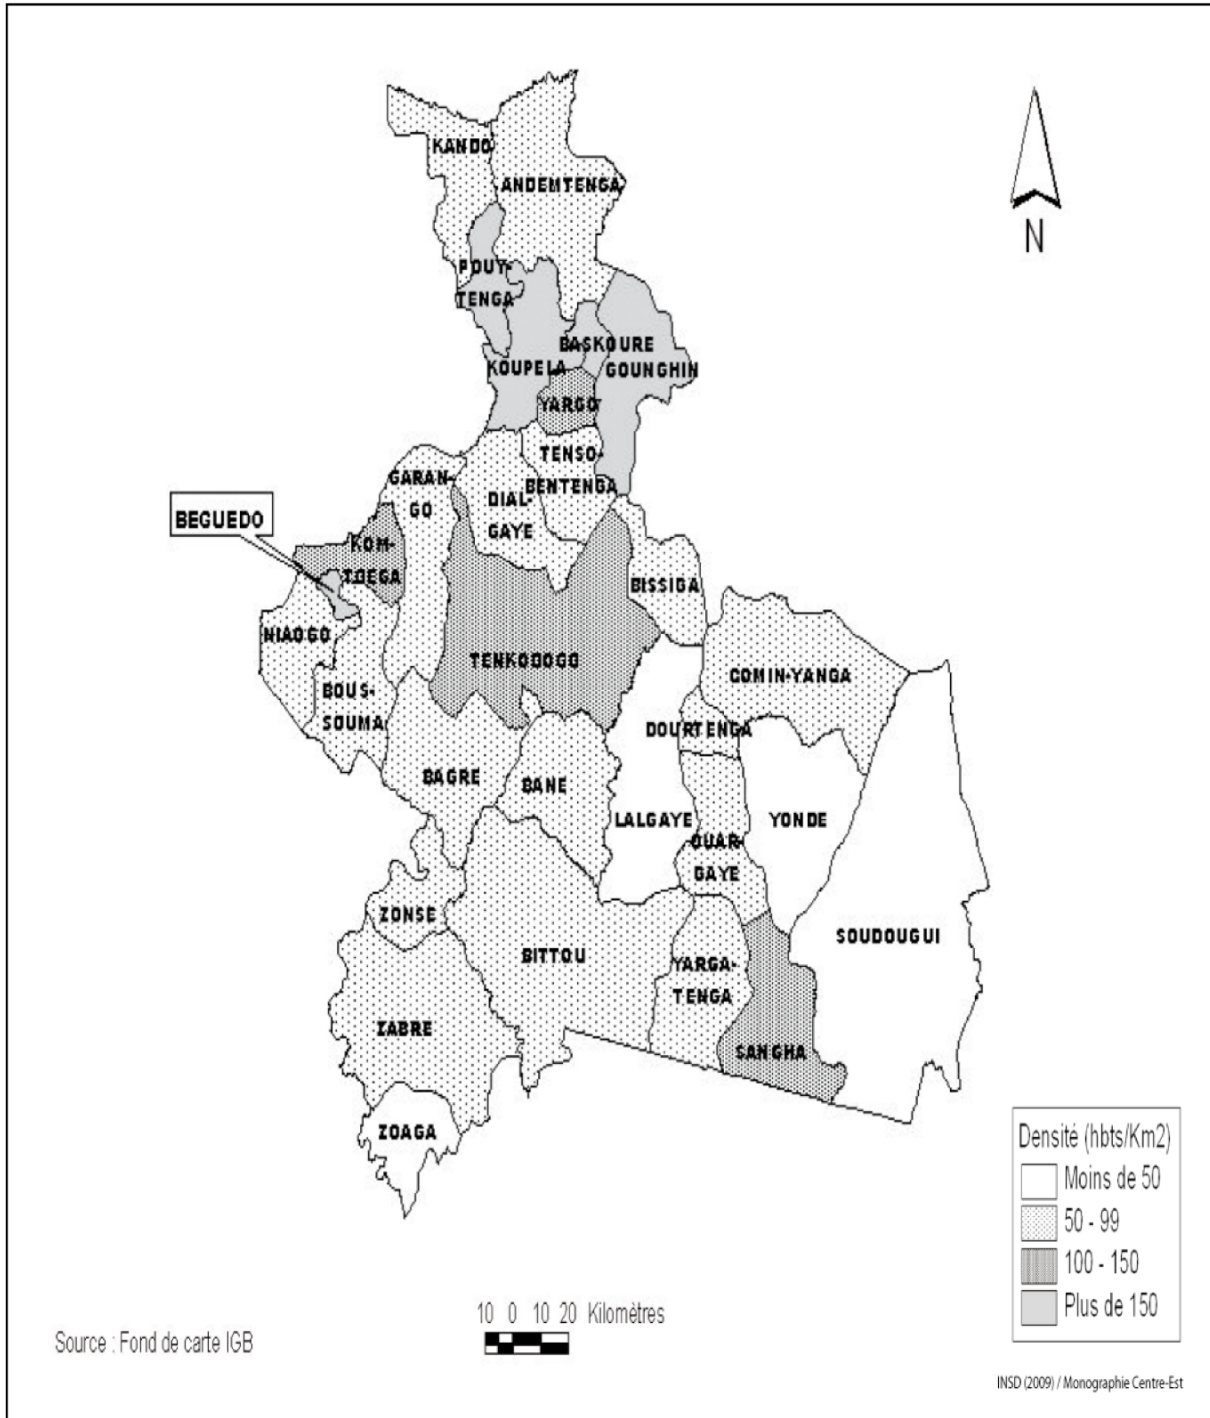 KANDO
ANDEMTENGA
N
POUY-
TENGA
BASKOURE
KOUPELA
GOUNGHIN
YARGO
TENSO-
BENTENGA
GARAN-
GO
DIAL-
GAYE
BEGUEDO
KOM-
TOEGA
BISSIGA
NIAOGO
TENKODOGO
COMIN-YANGA
BOUS-
SOUMA
DOURTENGA
BAGRE
BANE
LALGAYE
YONDE
OUAR-
GAYE
ZONSE
SOUDOUGUI
BITTOU
YARGA-
TENGA
ZABRE
SANGHA
ZOAGA
Densité (hbts/Km2)
Moins de 50
50 - 99
100 - 150
Plus de 150
10 0 10 20 Kilomètres
Source : Fond de carte IGB
INSD (2009) / Monographie Centre-Est